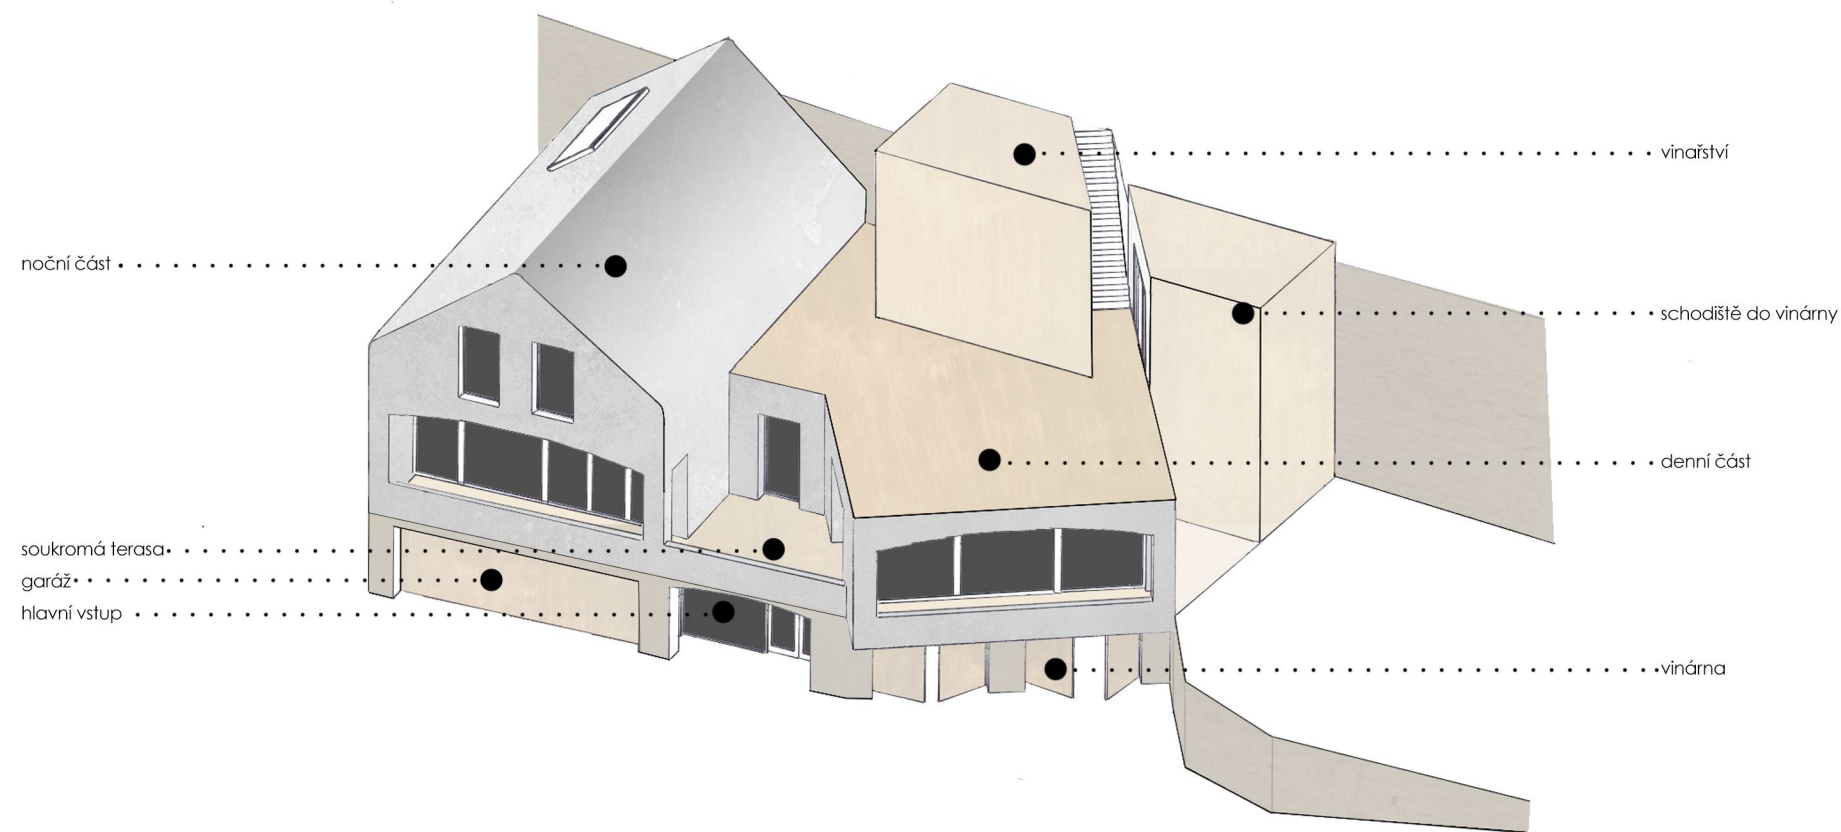 vinařství
noční část
schodiště do vinárny
denní část
soukromá terasa
garáž
hlavní vstup
vinárna